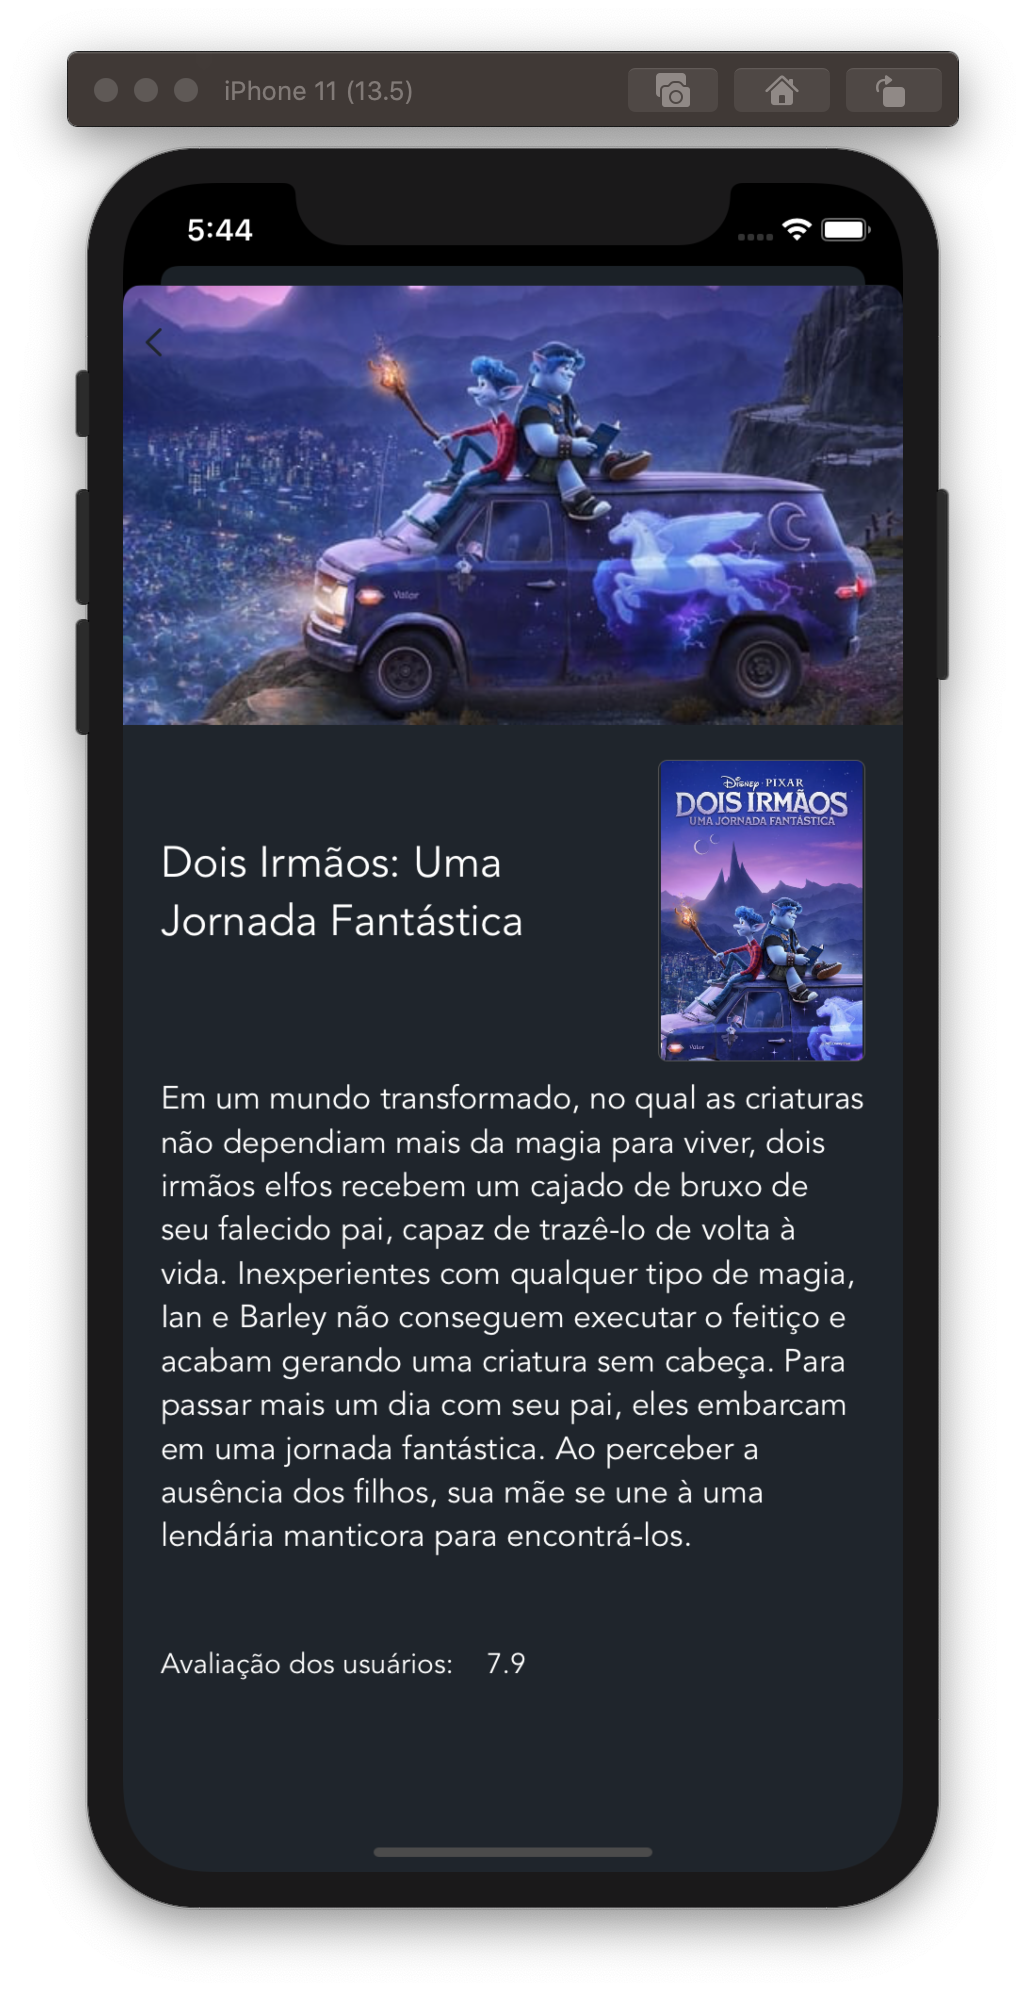 iPhone 11 (13.5)
5:44
Valor
Disney · PIXAR
DOIS IRMÃOS
UMA JORNADA FANTÁSTICA
Dois Irmãos: Uma
Jornada Fantástica
Valor
Em um mundo transformado, no qual as criaturas
não dependiam mais da magia para viver, dois
irmãos elfos recebem um cajado de bruxo de
seu falecido pai, capaz de trazê-lo de volta à
vida. Inexperientes com qualquer tipo de magia,
Ian e Barley não conseguem executar o feitiço e
acabam gerando uma criatura sem cabeça. Para
passar mais um dia com seu pai, eles embarcam
em uma jornada fantástica. Ao perceber a
ausência dos filhos, sua mãe se une à uma
lendária manticora para encontrá-los.
Avaliação dos usuários: 7.9